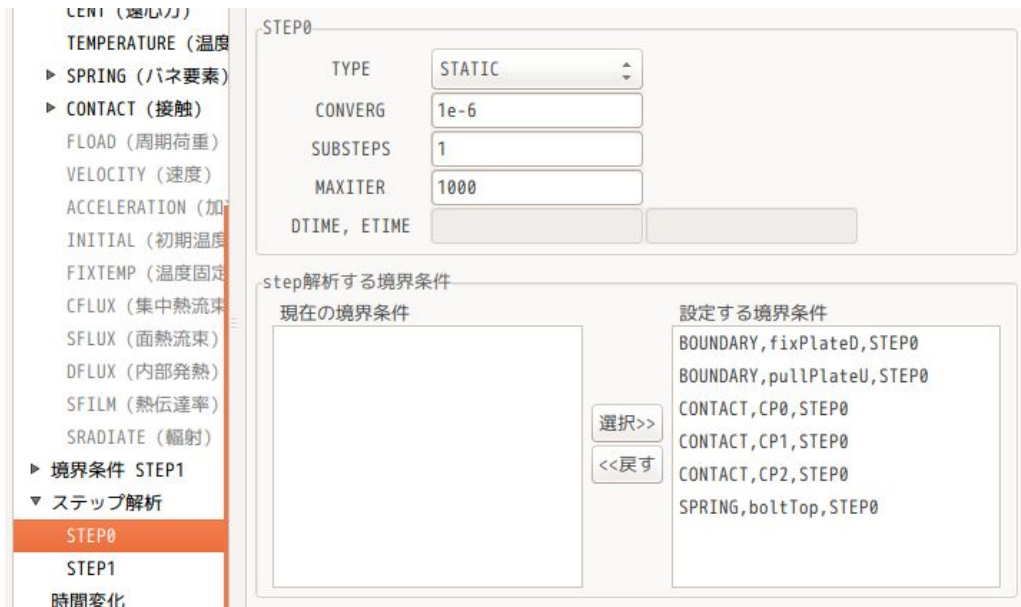 CENT (遠心力)
TEMPERATURE (温度
SPRING (バネ要素)
CONTACT (接触)
FLOAD (周期荷重)
VELOCITY (速度)
ACCELERATION (加
INITIAL (初期温度
FIXTEMP (温度固定
CFLUX (集中熱流束
SFLUX (面熱流束)
DFLUX (内部発熱)
SFILM (熱伝達率)
SRADIATE (輻射)
境界条件 STEP1
ステップ解析
STEP0
STEP1
時間変化
STEP0
TYPE STATIC
CONVERG 1e-6
SUBSTEPS 1
MAXITER 1000
DTIME, ETIME
step解析する境界条件
現在の境界条件
選択>>
<<戻す
設定する境界条件
BOUNDARY,fixPlateD,STEP0
BOUNDARY,pullPlateU,STEP0
CONTACT,CP0,STEP0
CONTACT,CP1,STEP0
CONTACT,CP2,STEP0
SPRING,boltTop,STEP0